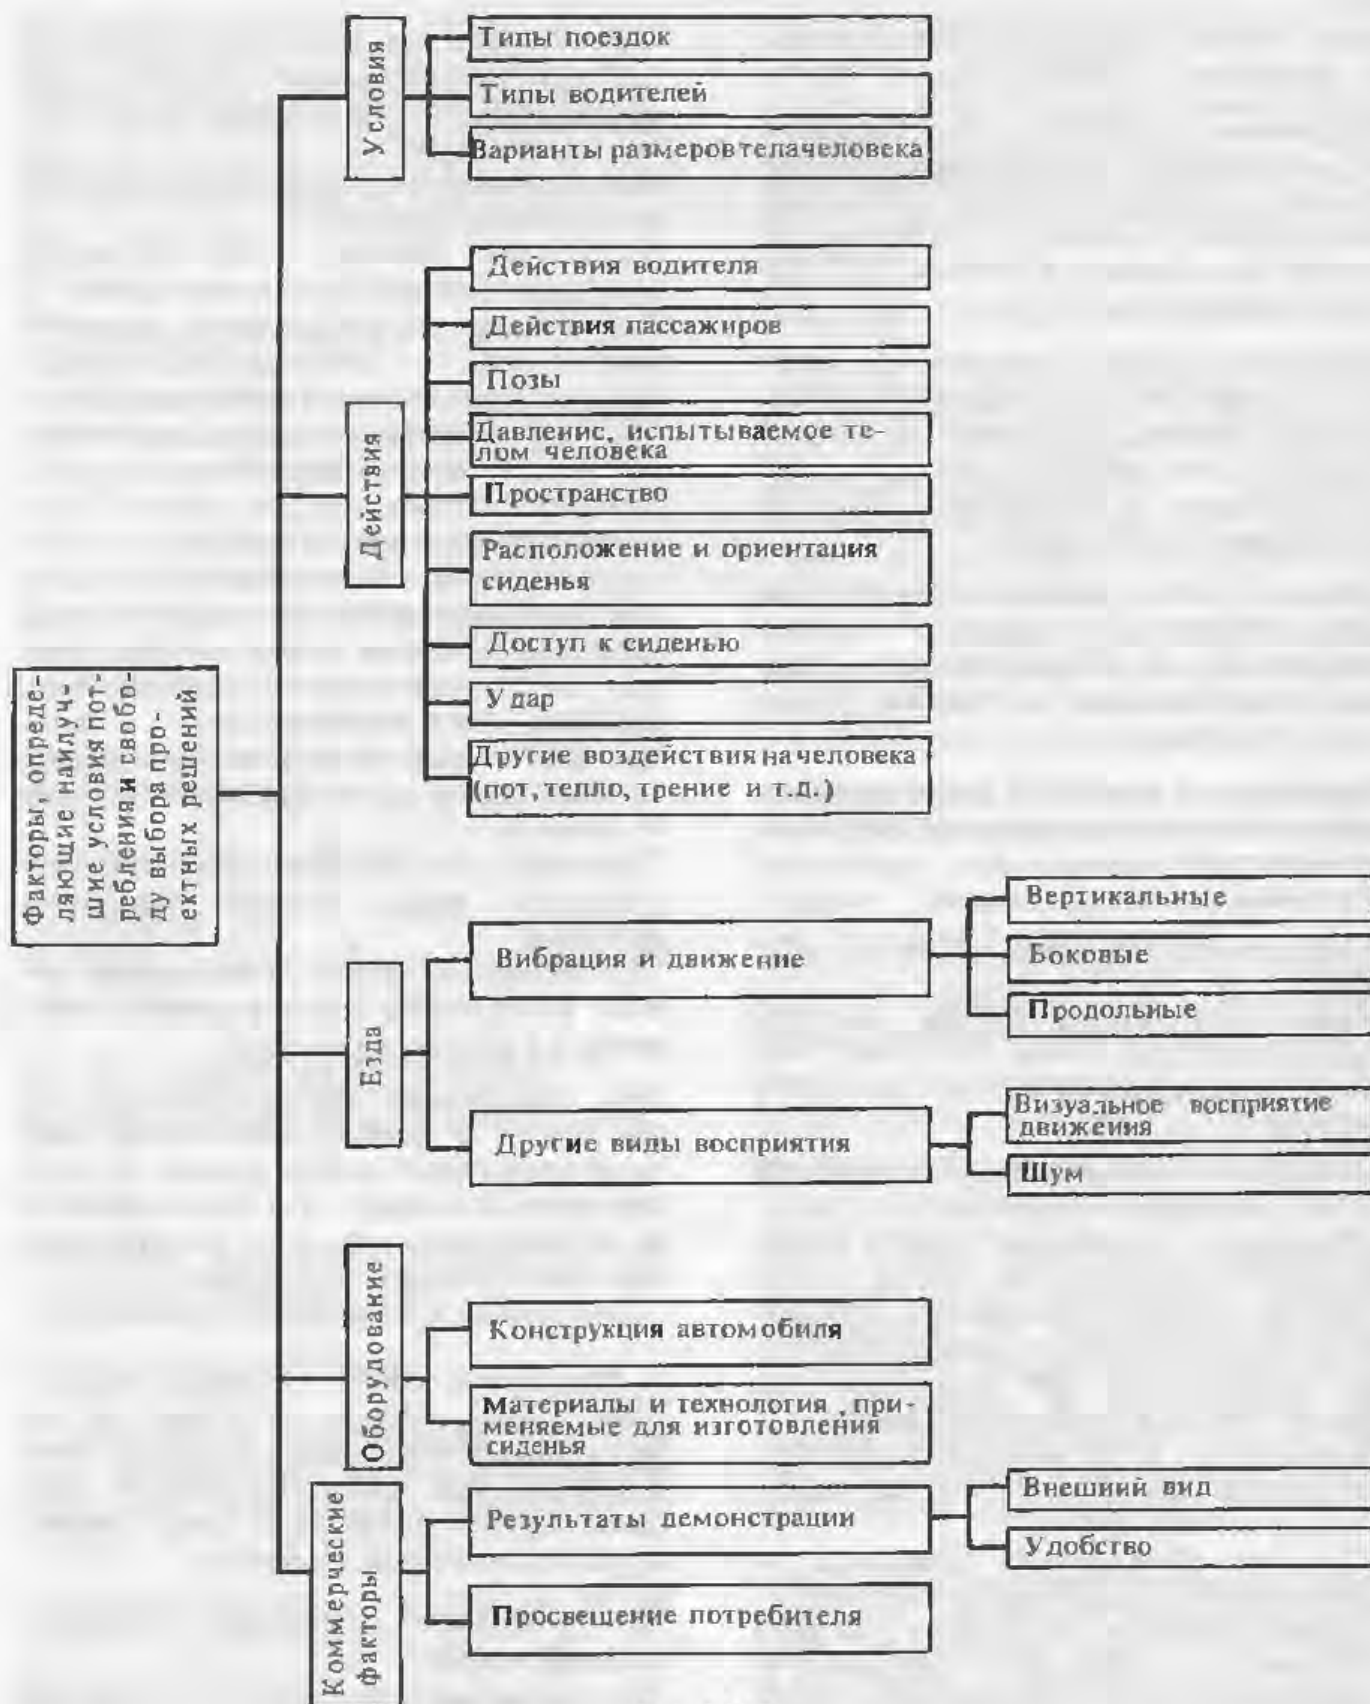 Факторы, опреде-
ляющие наилуч-
шие условия пот-
ребления и свобо-
ду выбора про-
ектных решений
Условия
Типы поездок
Типы водителей
Варианты размеров тела человека
Действия
Действия водителя
Действия пассажиров
Позы
Давление, испытываемое те-
лом человека
Пространство
Расположение и ориентация
сиденья
Доступ к сиденью
Удар
Другие воздействия на человека
(пот, тепло, трение и т.д.)
Езда
Вибрация и движение
Вертикальные
Боковые
Продольные
Другие виды восприятия
Визуальное восприятие
движения
Шум
Оборудование
Конструкция автомобиля
Материалы и технология, при-
меняемые для изготовления
сиденья
Коммерческие
факторы
Результаты демонстрации
Внешний вид
Удобство
Просвещение потребителя